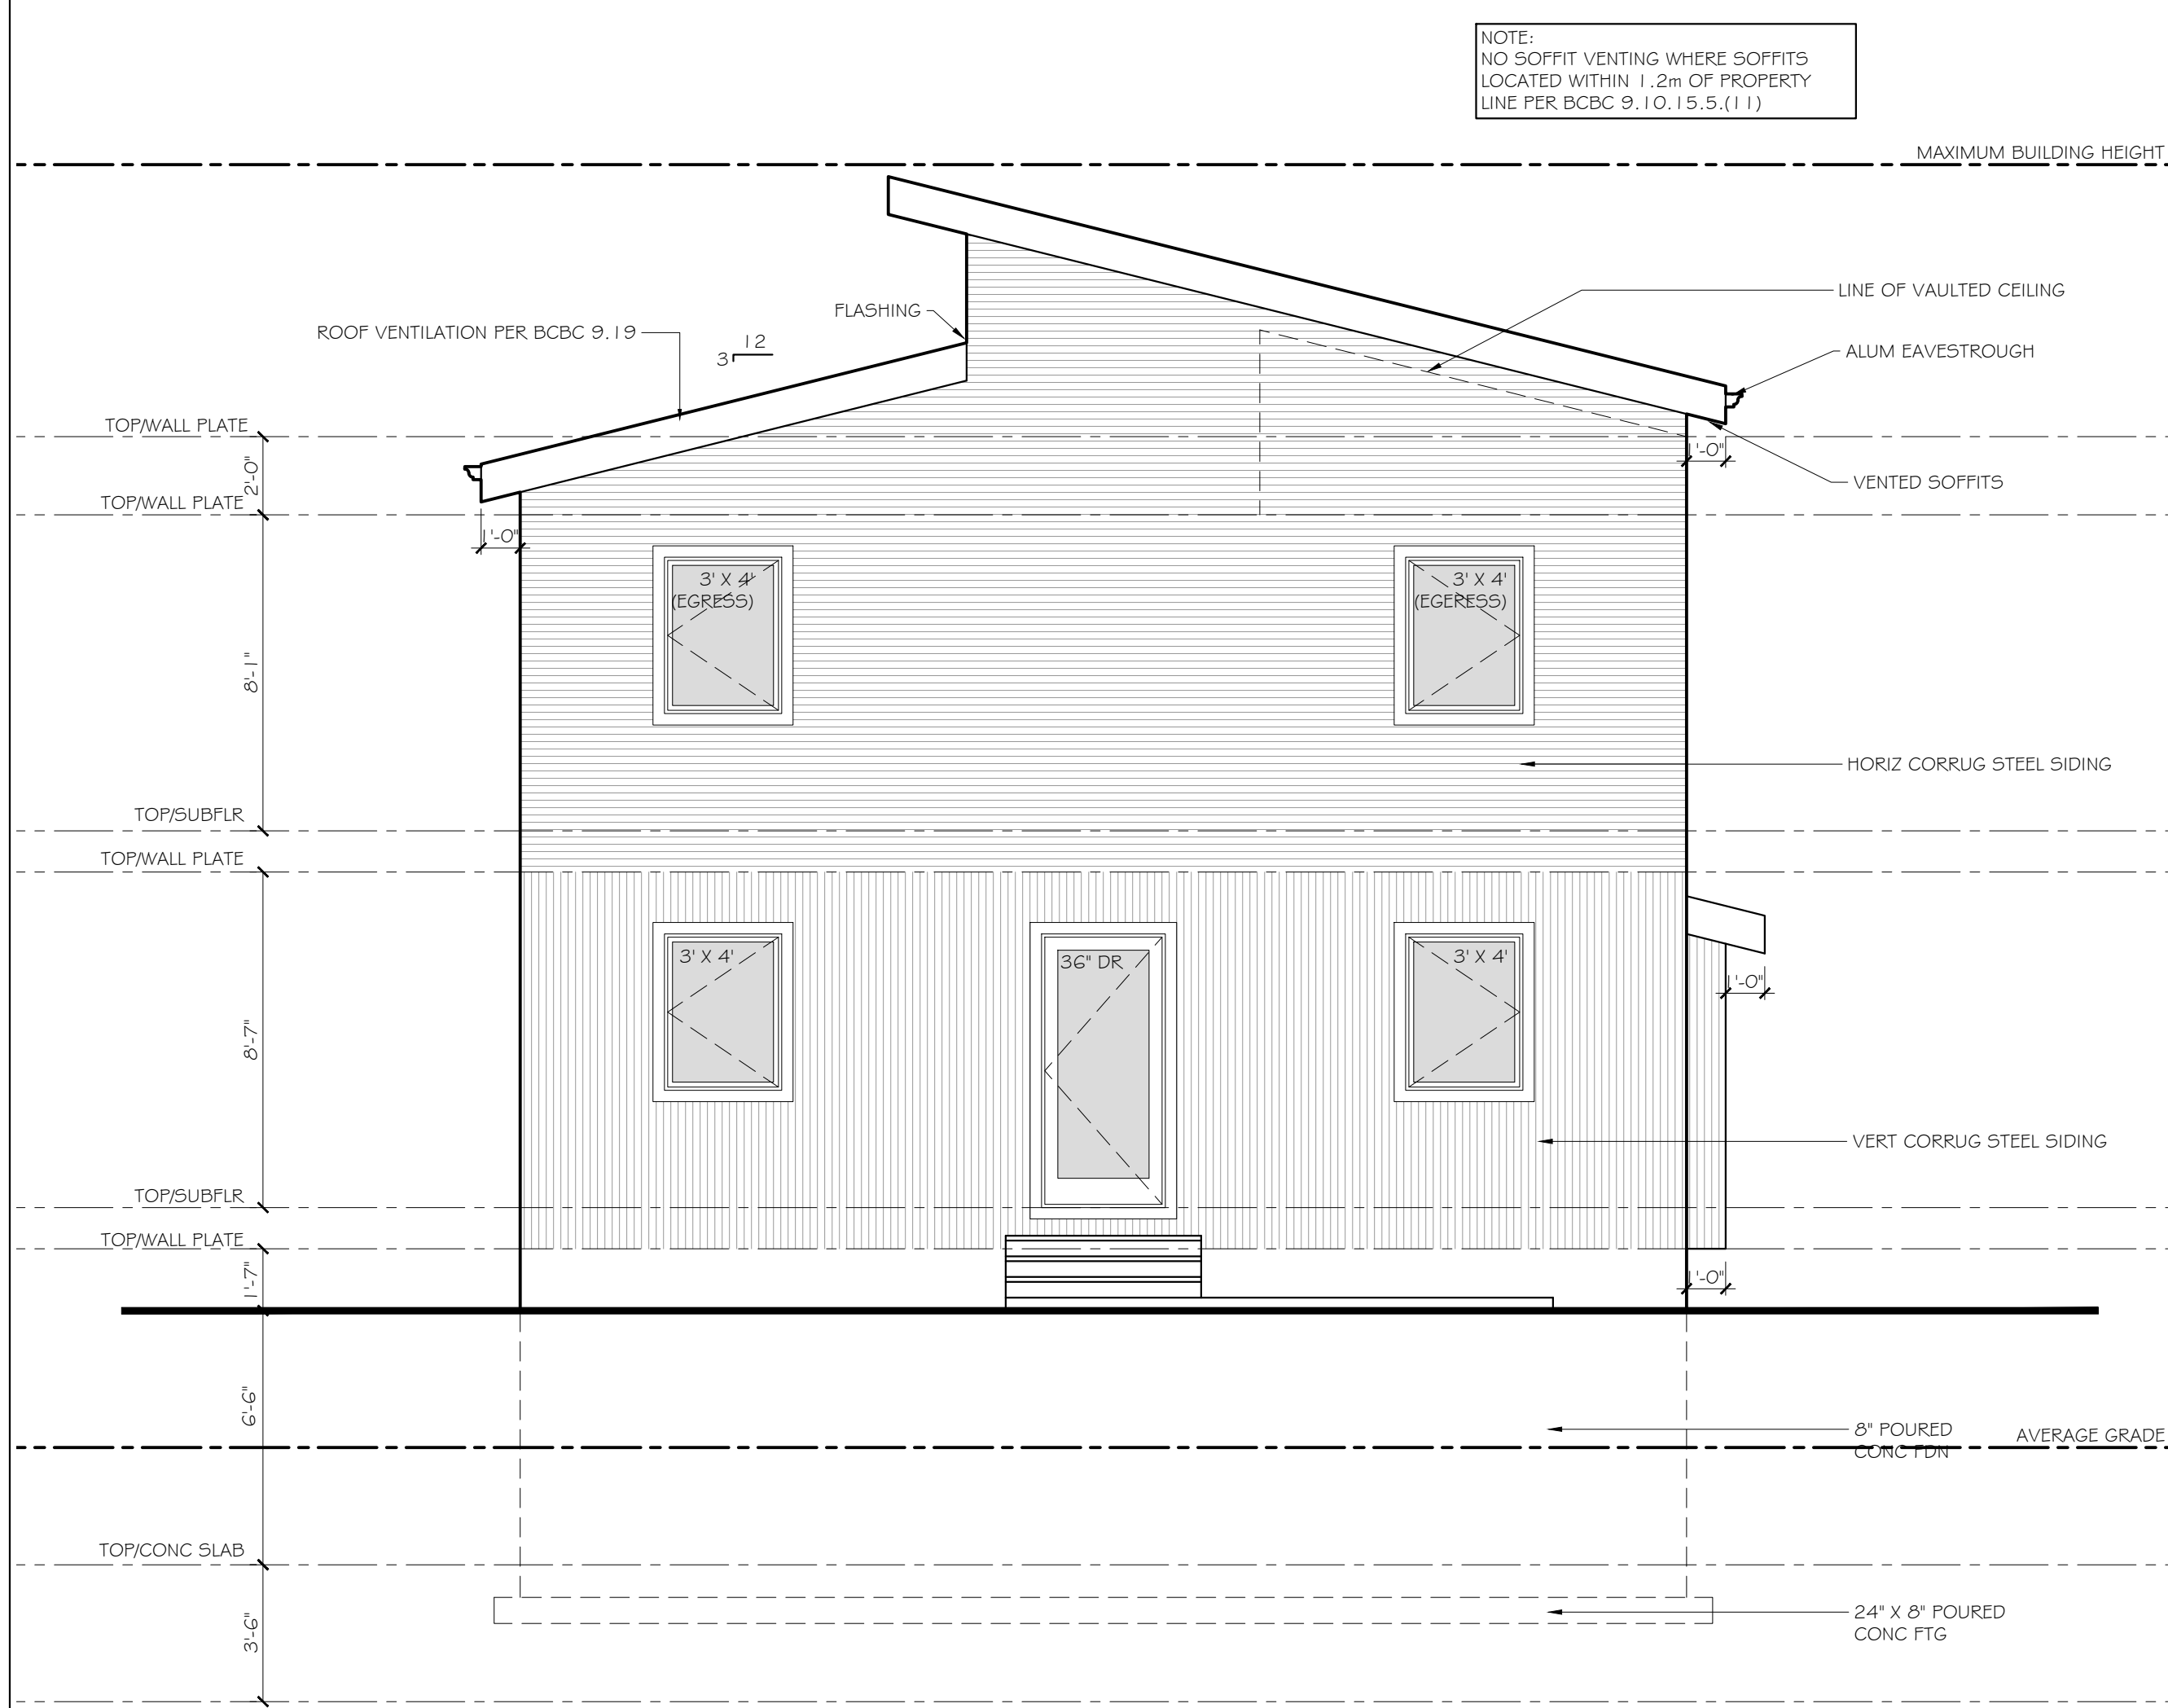 NOTE:
NO SOFFIT VENTING WHERE SOFFITS
LOCATED WITHIN 1.2m OF PROPERTY
LINE PER BCBC 9.10.15.5.(11)
MAXIMUM BUILDING HEIGHT
LINE OF VAULTED CEILING
FLASHING
ROOF VENTILATION PER BCBC 9.19
12
3
ALUM EAVESTROUGH
TOP/WALL PLATE
2'-0"
1'-0"
VENTED SOFFITS
TOP/WALL PLATE
1'-0"
3' X 4'
(EGRESS)
3' X 4'
(EGERESS)
8'-1"
HORIZ CORRUG STEEL SIDING
TOP/SUBFLR
TOP/WALL PLATE
3' X 4'
36" DR
3' X 4'
1'-0"
8'-7"
VERT CORRUG STEEL SIDING
TOP/SUBFLR
TOP/WALL PLATE
1'-7"
1'-0"
6'-6"
8" POURED
CONC FDN
AVERAGE GRADE
TOP/CONC SLAB
3'-6"
24" X 8" POURED
CONC FTG